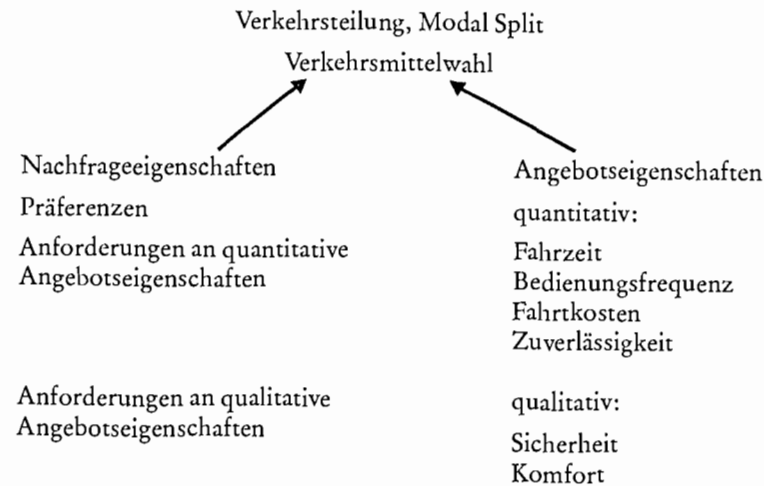 Verkehrsteilung, Modal Split
Verkehrsmittelwahl
Nachfrageeigenschaften
Präferenzen
Anforderungen an quantitative
Angebotseigenschaften
Anforderungen an qualitative
Angebotseigenschaften
Angebotseigenschaften
quantitativ:
Fahrzeit
Bedienungsfrequenz
Fahrtkosten
Zuverlässigkeit
qualitativ:
Sicherheit
Komfort